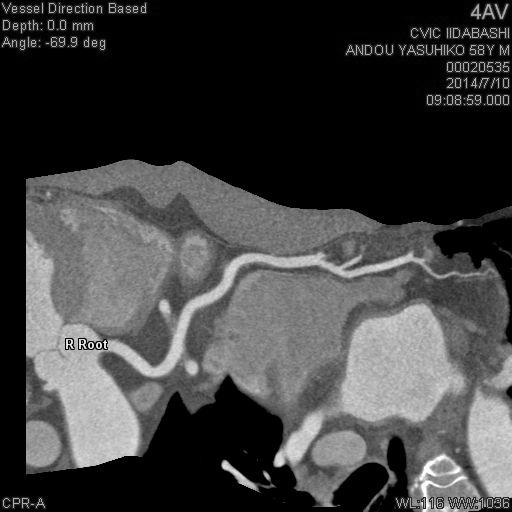 Vessel Direction Based
Depth: 0.0 mm
Angle: -69.9 deg
4AV
CVIC IIDABASHI
ANDOU YASUHIKO 58Y M
00020535
2014/7/10
09:08:59.000
R Root
CPR-A
WL:116 WW:1036